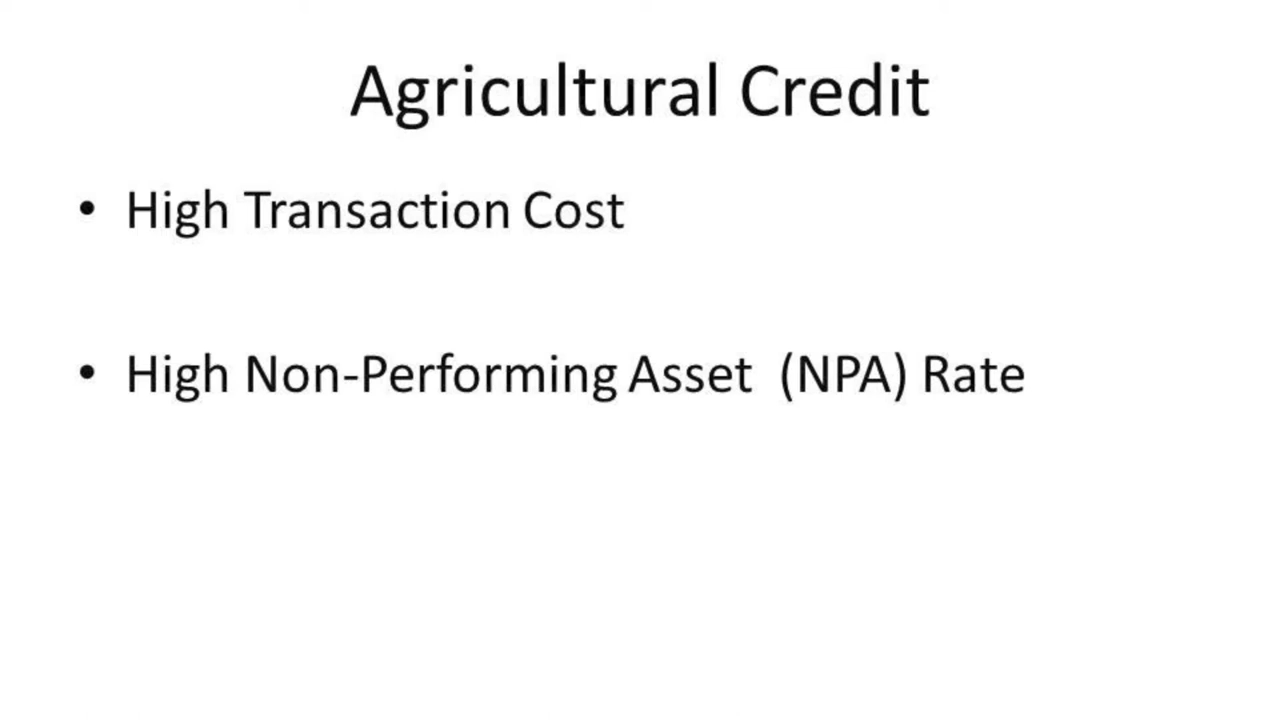 Agricultural Credit
• High Transaction Cost
• High Non-Performing Asset (NPA) Rate